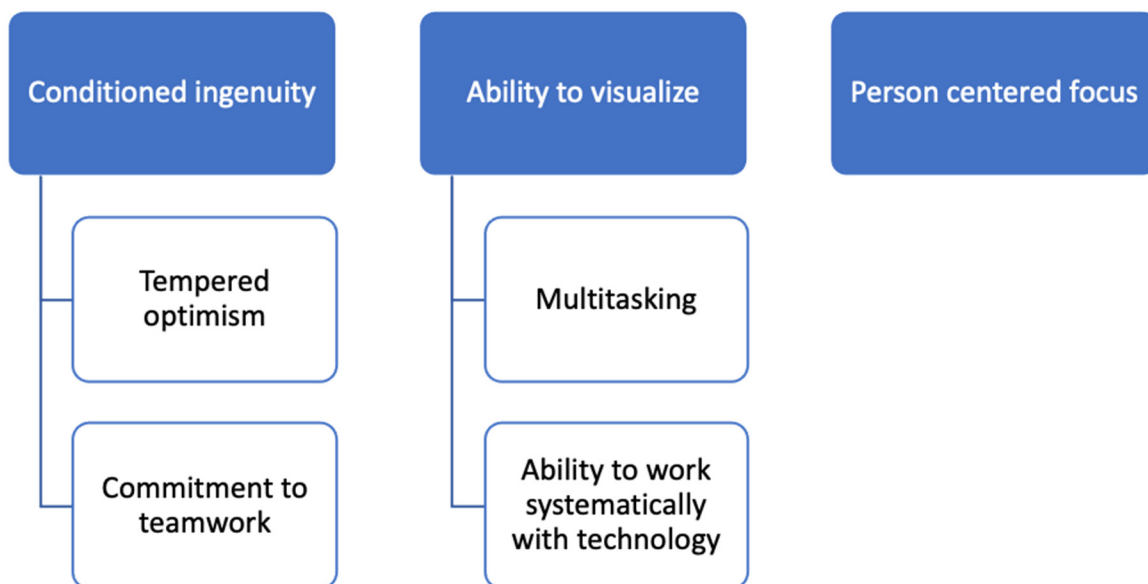 Conditioned ingenuity
Tempered
optimism
Commitment to
teamwork
Ability to visualize
Multitasking
Ability to work
systematically
with technology
Person centered focus